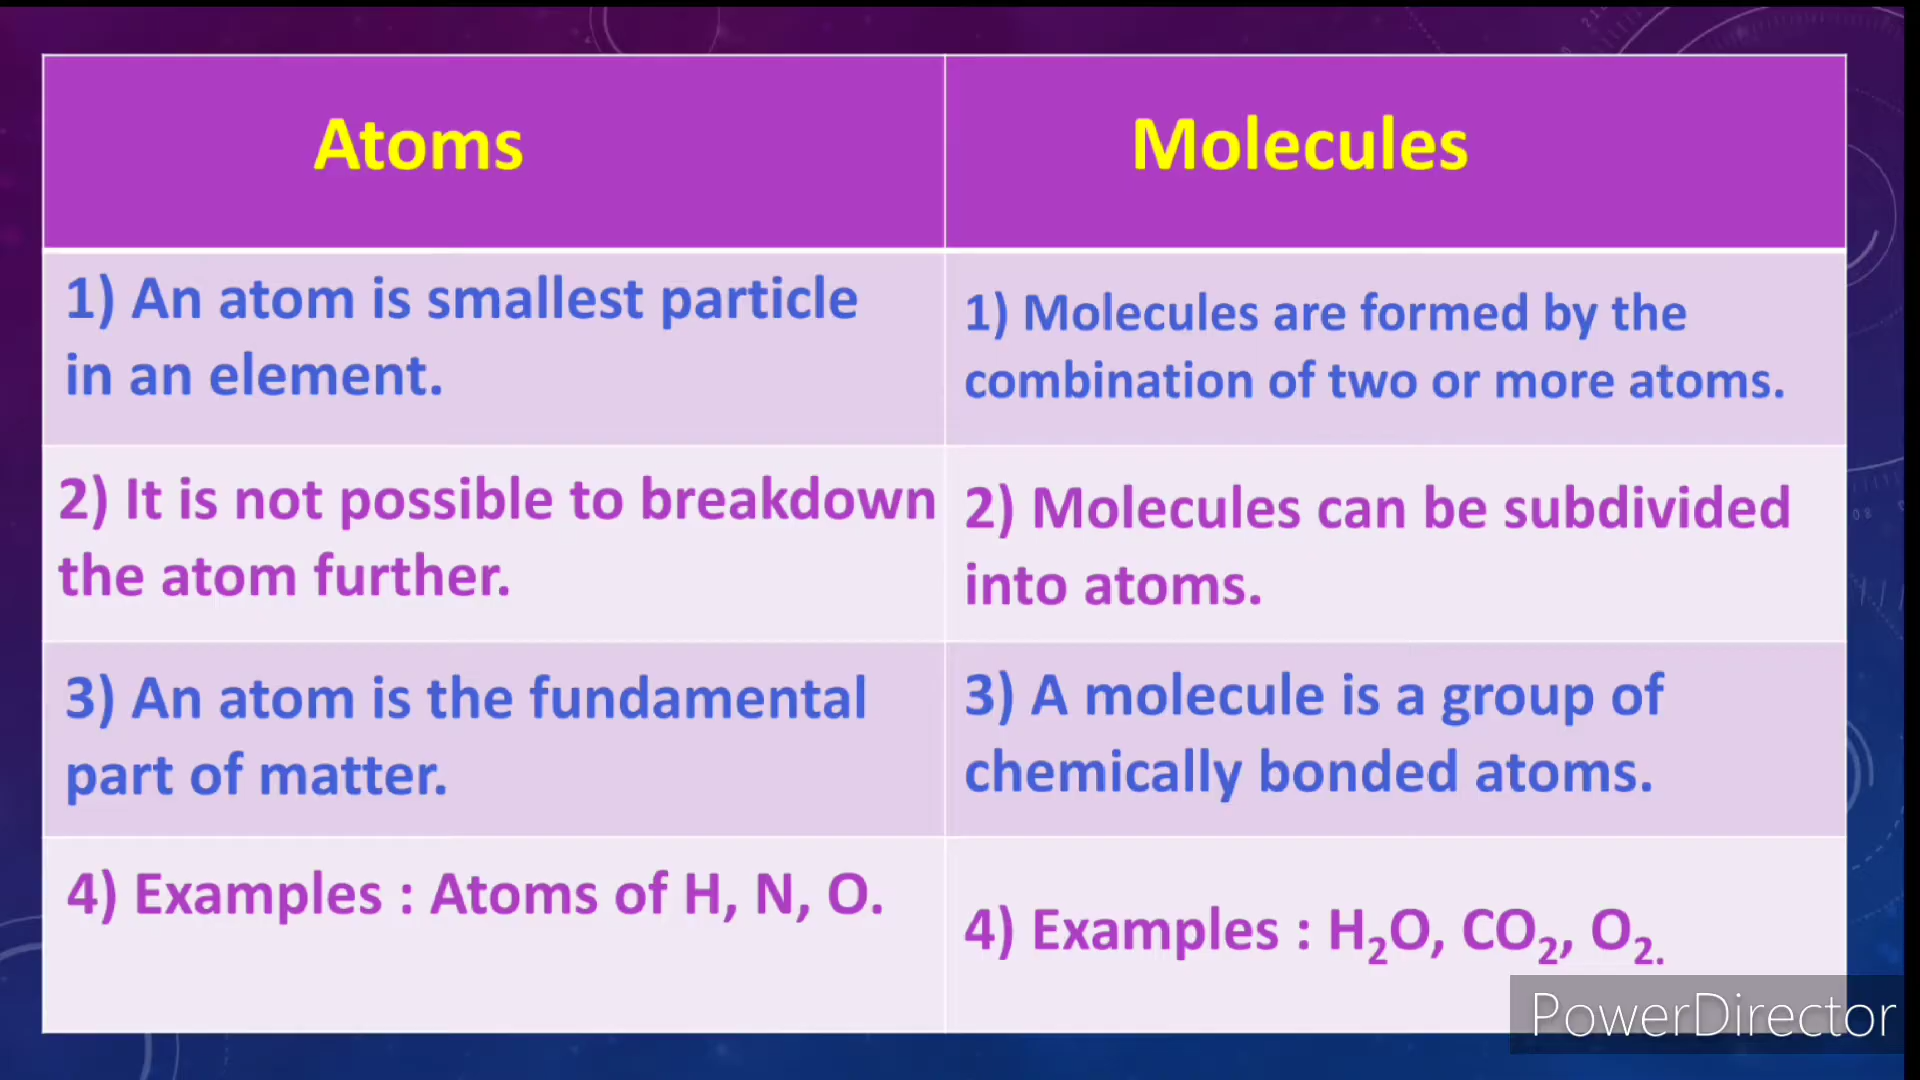 Atoms
Molecules
1) An atom is smallest particle
in an element.
1) Molecules are formed by the
combination of two or more atoms.
2) It is not possible to breakdown
the atom further.
2) Molecules can be subdivided
into atoms.
3) An atom is the fundamental
part of matter.
3) A molecule is a group of
chemically bonded atoms.
4) Examples : Atoms of H, N, O.
4) Examples : H₂O, CO₂, O₂.
PowerDirector